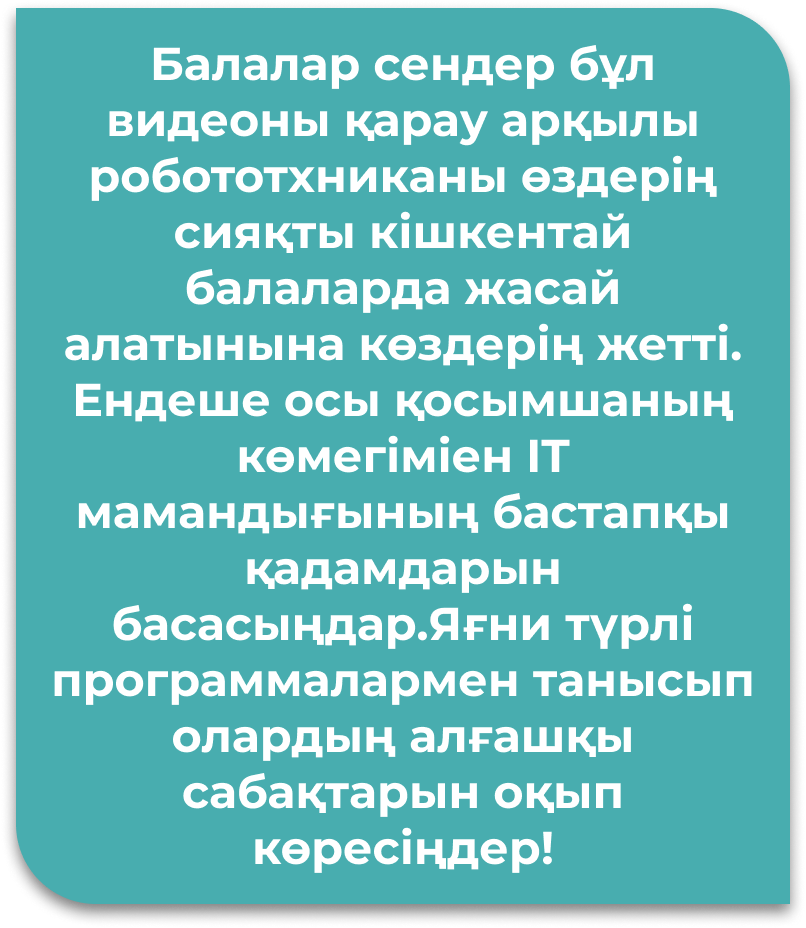 Балалар сендер бұл
видеоны қарау арқылы
робототхниканы өздерің
сияқты кішкентай
балаларда жасай
алатынына көздерің жетті.
Ендеше осы қосымшаның
көмегіміен IT
мамандығының бастапқы
қадамдарын
басасыңдар.Яғни түрлі
программалармен танысып
олардың алғашқы
сабақтарын оқып
көресіңдер!